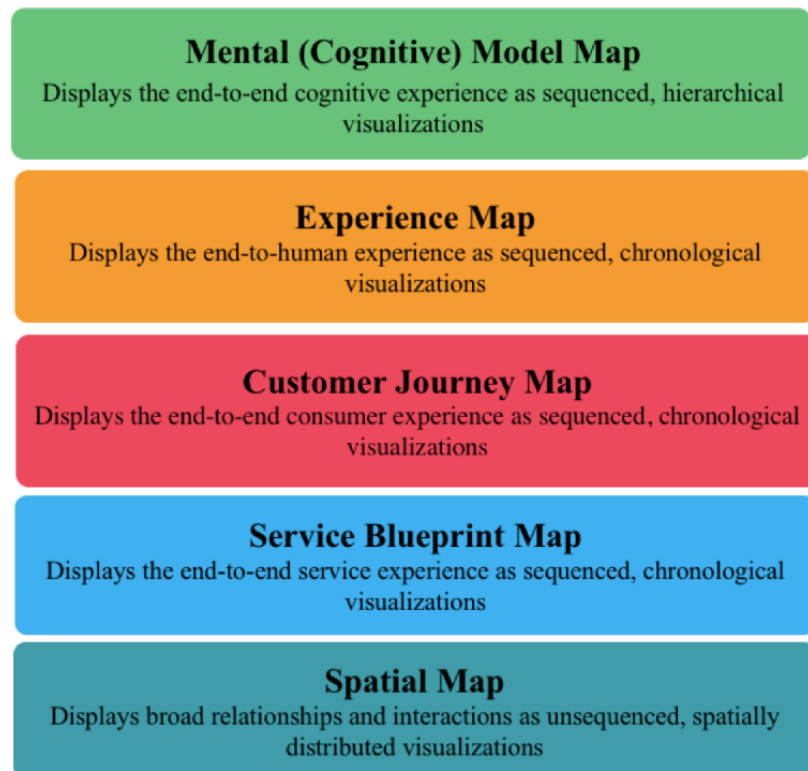 Mental (Cognitive) Model Map
Displays the end-to-end cognitive experience as sequenced, hierarchical
visualizations
Experience Map
Displays the end-to-human experience as sequenced, chronological
visualizations
Customer Journey Map
Displays the end-to-end consumer experience as sequenced, chronological
visualizations
Service Blueprint Map
Displays the end-to-end service experience as sequenced, chronological
visualizations
Spatial Map
Displays broad relationships and interactions as unsequenced, spatially
distributed visualizations